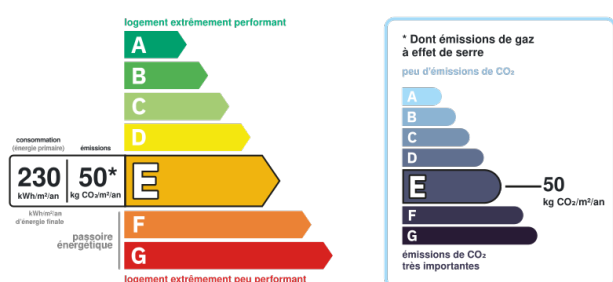 logement extrêmement performant
A
B
C
D
consommation
(énergie primaire)
émissions
230
kWh/m²/an
50*
kg CO₂/m²/an
E
kWh/m²/an
d'énergie finale
passoire
énergétique
F
G
logement extrêmement peu performant
* Dont émissions de gaz
à effet de serre
peu d'émissions de CO₂
A
B
C
D
E
50
kg CO₂/m²/an
F
G
émissions de CO₂
très importantes